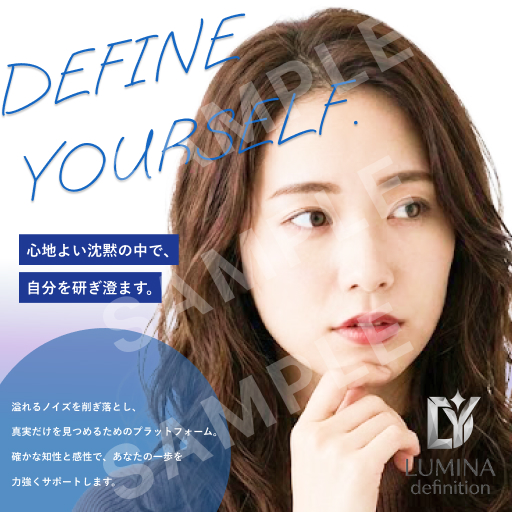 DEFINE
YOURSELF.
心地よい沈黙の中で、
自分を研ぎ澄ます。
溢れるノイズを削ぎ落とし、
真実だけを見つめるためのプラットフォーム。
確かな知性と感性で、あなたの一歩を
力強くサポートします。
LUMINA
definition
SAMPLE
SAMPLE
SAMPLE